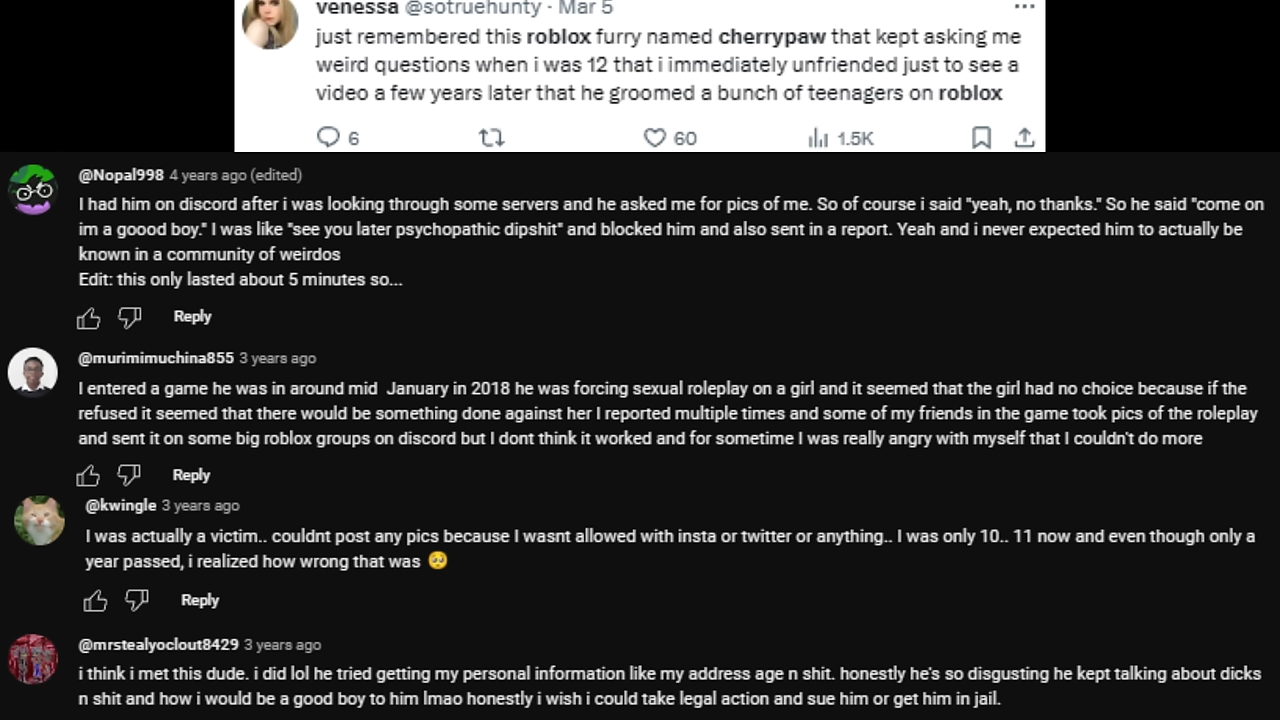 venessa @sotruehunty · Mar 5
just remembered this roblox furry named cherrypaw that kept asking me
weird questions when i was 12 that i immediately unfriended just to see a
video a few years later that he groomed a bunch of teenagers on roblox
6 60 1.5K
@Nopal998 4 years ago (edited)
I had him on discord after i was looking through some servers and he asked me for pics of me. So of course i said "yeah, no thanks." So he said "come on
im a goood boy." I was like "see you later psychopathic dipshit" and blocked him and also sent in a report. Yeah and i never expected him to actually be
known in a community of weirdos
Edit: this only lasted about 5 minutes so...
Reply
@murimimuchina855 3 years ago
I entered a game he was in around mid January in 2018 he was forcing sexual roleplay on a girl and it seemed that the girl had no choice because if the
refused it seemed that there would be something done against her I reported multiple times and some of my friends in the game took pics of the roleplay
and sent it on some big roblox groups on discord but I dont think it worked and for sometime I was really angry with myself that I couldn't do more
Reply
@kwingle 3 years ago
I was actually a victim.. couldnt post any pics because I wasnt allowed with insta or twitter or anything.. I was only 10.. 11 now and even though only a
year passed, i realized how wrong that was 🥺
Reply
@mrstealyoclout8429 3 years ago
i think i met this dude. i did lol he tried getting my personal information like my address age n shit. honestly he's so disgusting he kept talking about dicks
n shit and how i would be a good boy to him lmao honestly i wish i could take legal action and sue him or get him in jail.